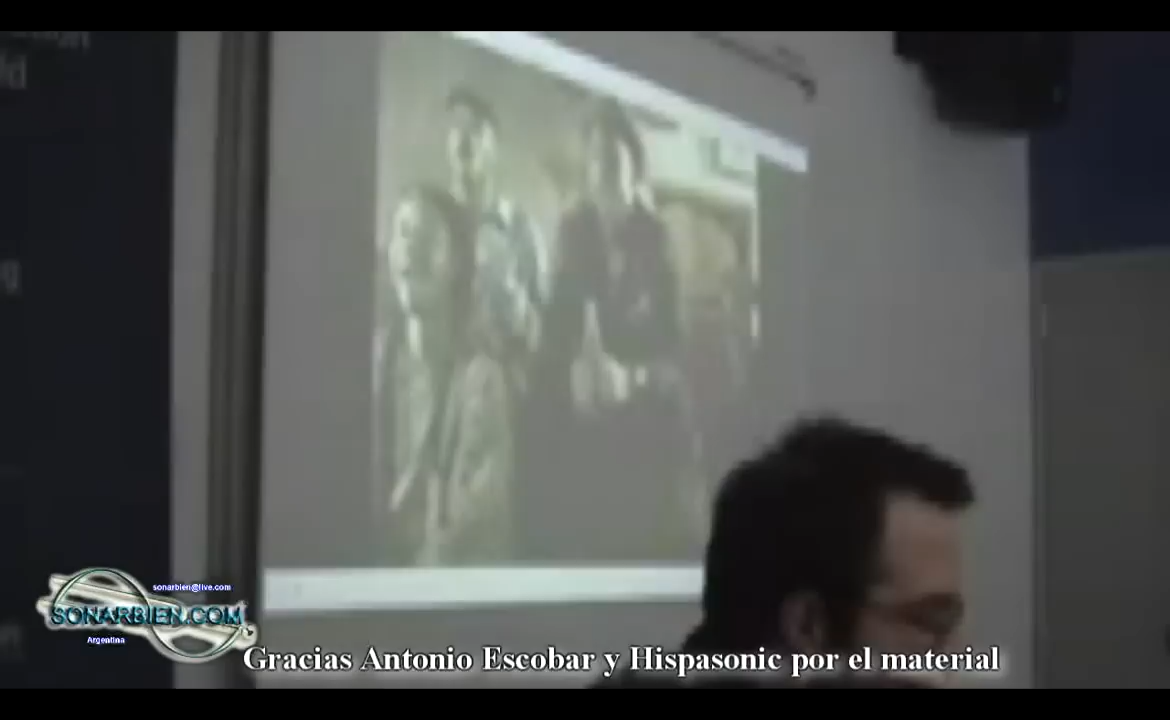 sonarbien@live.com
SONARBIEN.COM
Argentina
Gracias Antonio Escobar y Hispasonic por el material